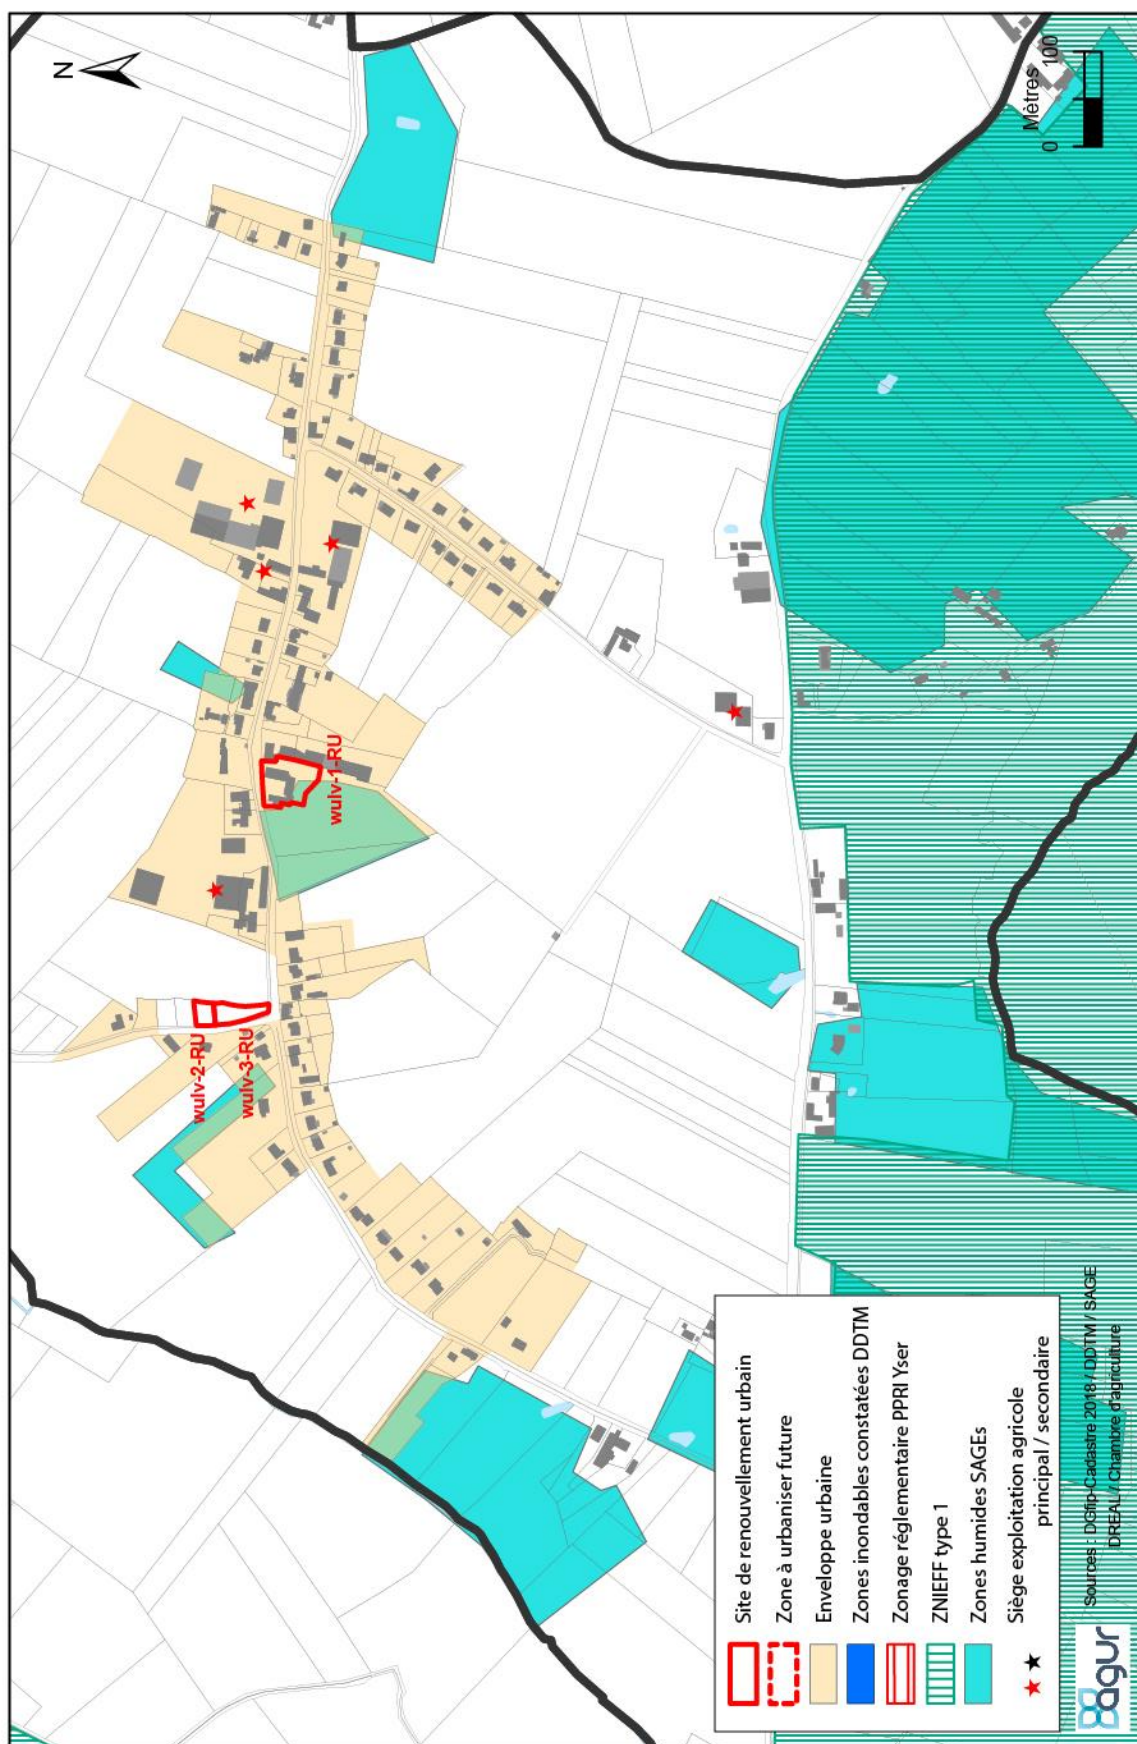 N
wulv-2-RU
wulv-3-RU
wulv-1-RU
Mètres
0 100
Site de renouvellement urbain
Zone à urbaniser future
Enveloppe urbaine
Zones inondables constatées DDTM
Zonage réglementaire PPRI Yser
ZNIEFF type 1
Zones humides SAGEs
Siège exploitation agricole
principal / secondaire
agur
Sources : DGfip-Cadastre 2018 / DDTM / SAGE
DREAL / Chambre d'agriculture